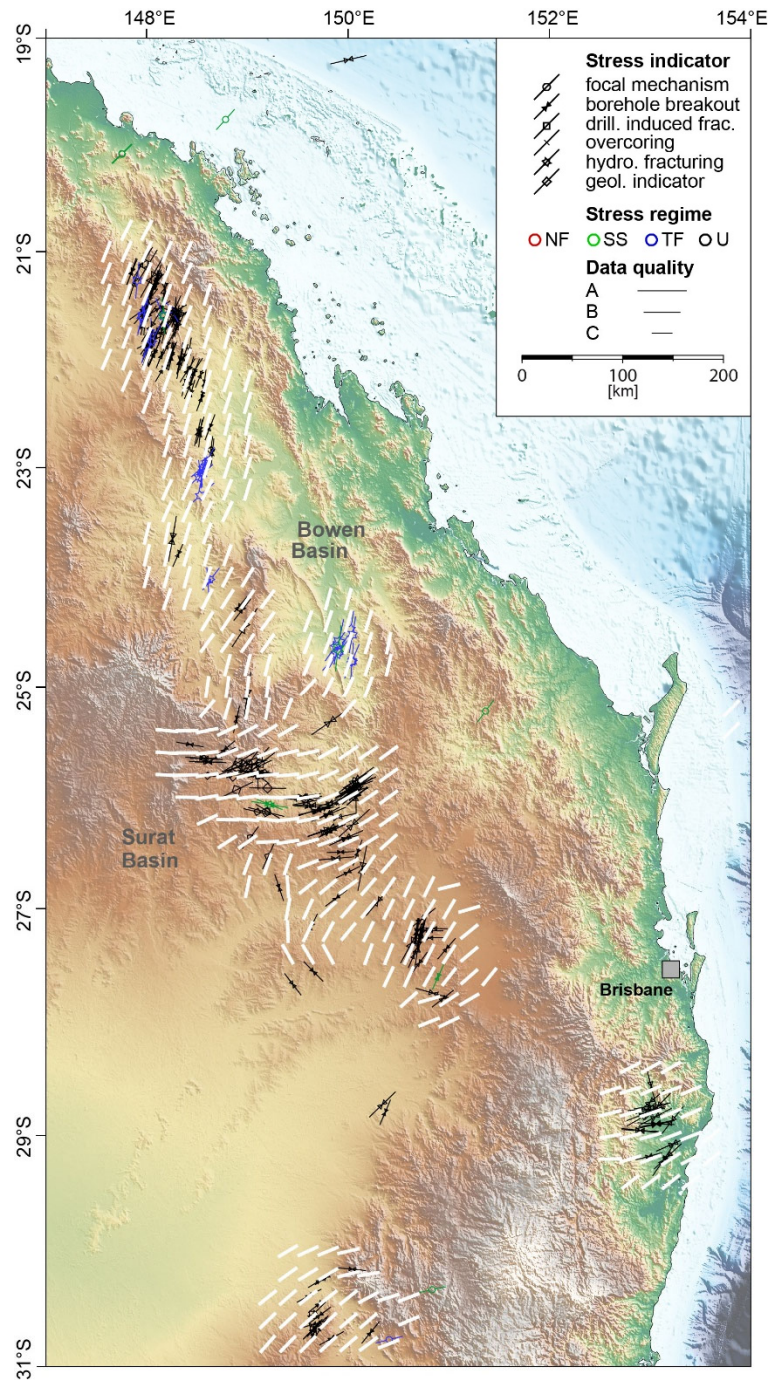 148°E 150°E 152°E 154°E
19°S
Stress indicator
focal mechanism
borehole breakout
drill. induced frac.
overcoring
hydro. fracturing
geol. indicator
Stress regime
NF SS TF U
Data quality
A
B
C
0 100 200
[km]
21°S
23°S
Bowen
Basin
25°S
Surat
Basin
27°S
Brisbane
29°S
31°S